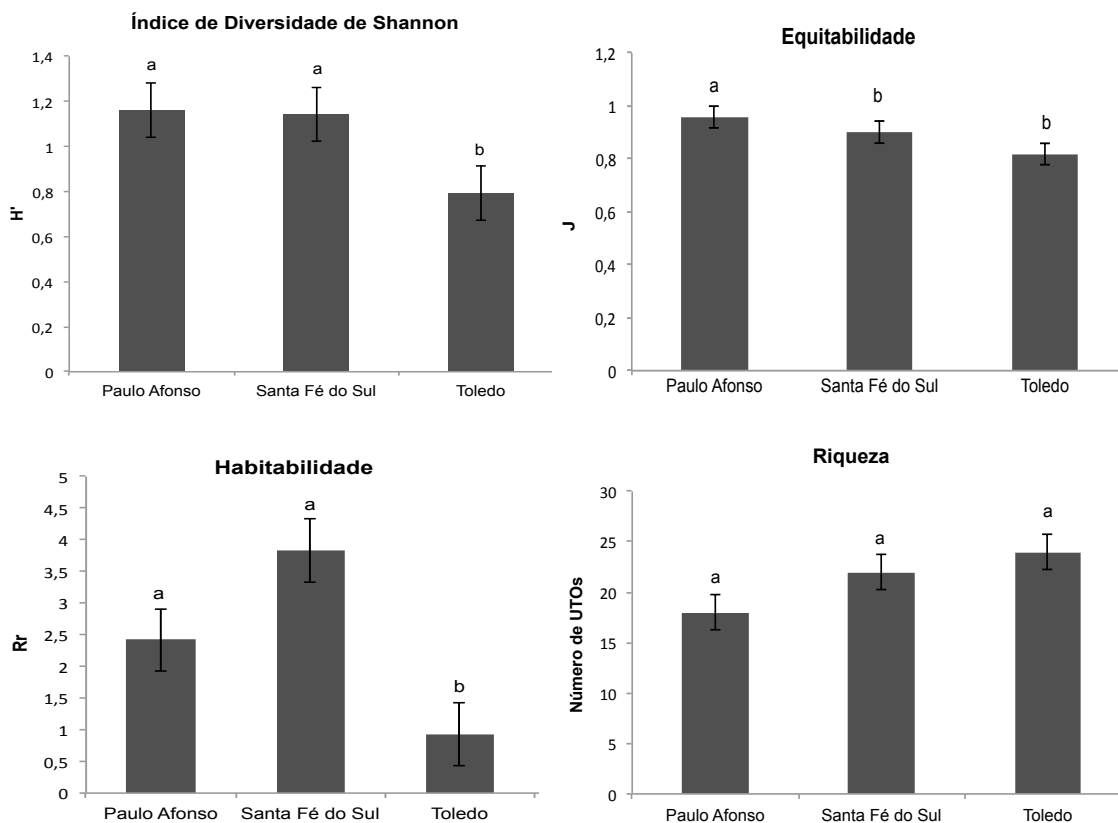 Índice de Diversidade de Shannon
1,4
1,2
1
0,8
0,6
0,4
0,2
0
H'
a
a
b
Paulo Afonso
Santa Fé do Sul
Toledo
Equitabilidade
1,2
1
0,8
0,6
0,4
0,2
0
J
a
b
b
Paulo Afonso
Santa Fé do Sul
Toledo
Habitabilidade
5
4,5
4
3,5
3
2,5
2
1,5
1
0,5
0
Rr
a
a
b
Paulo Afonso
Santa Fé do Sul
Toledo
Riqueza
30
25
20
15
10
5
0
Número de UTOs
a
a
a
Paulo Afonso
Santa Fé do Sul
Toledo